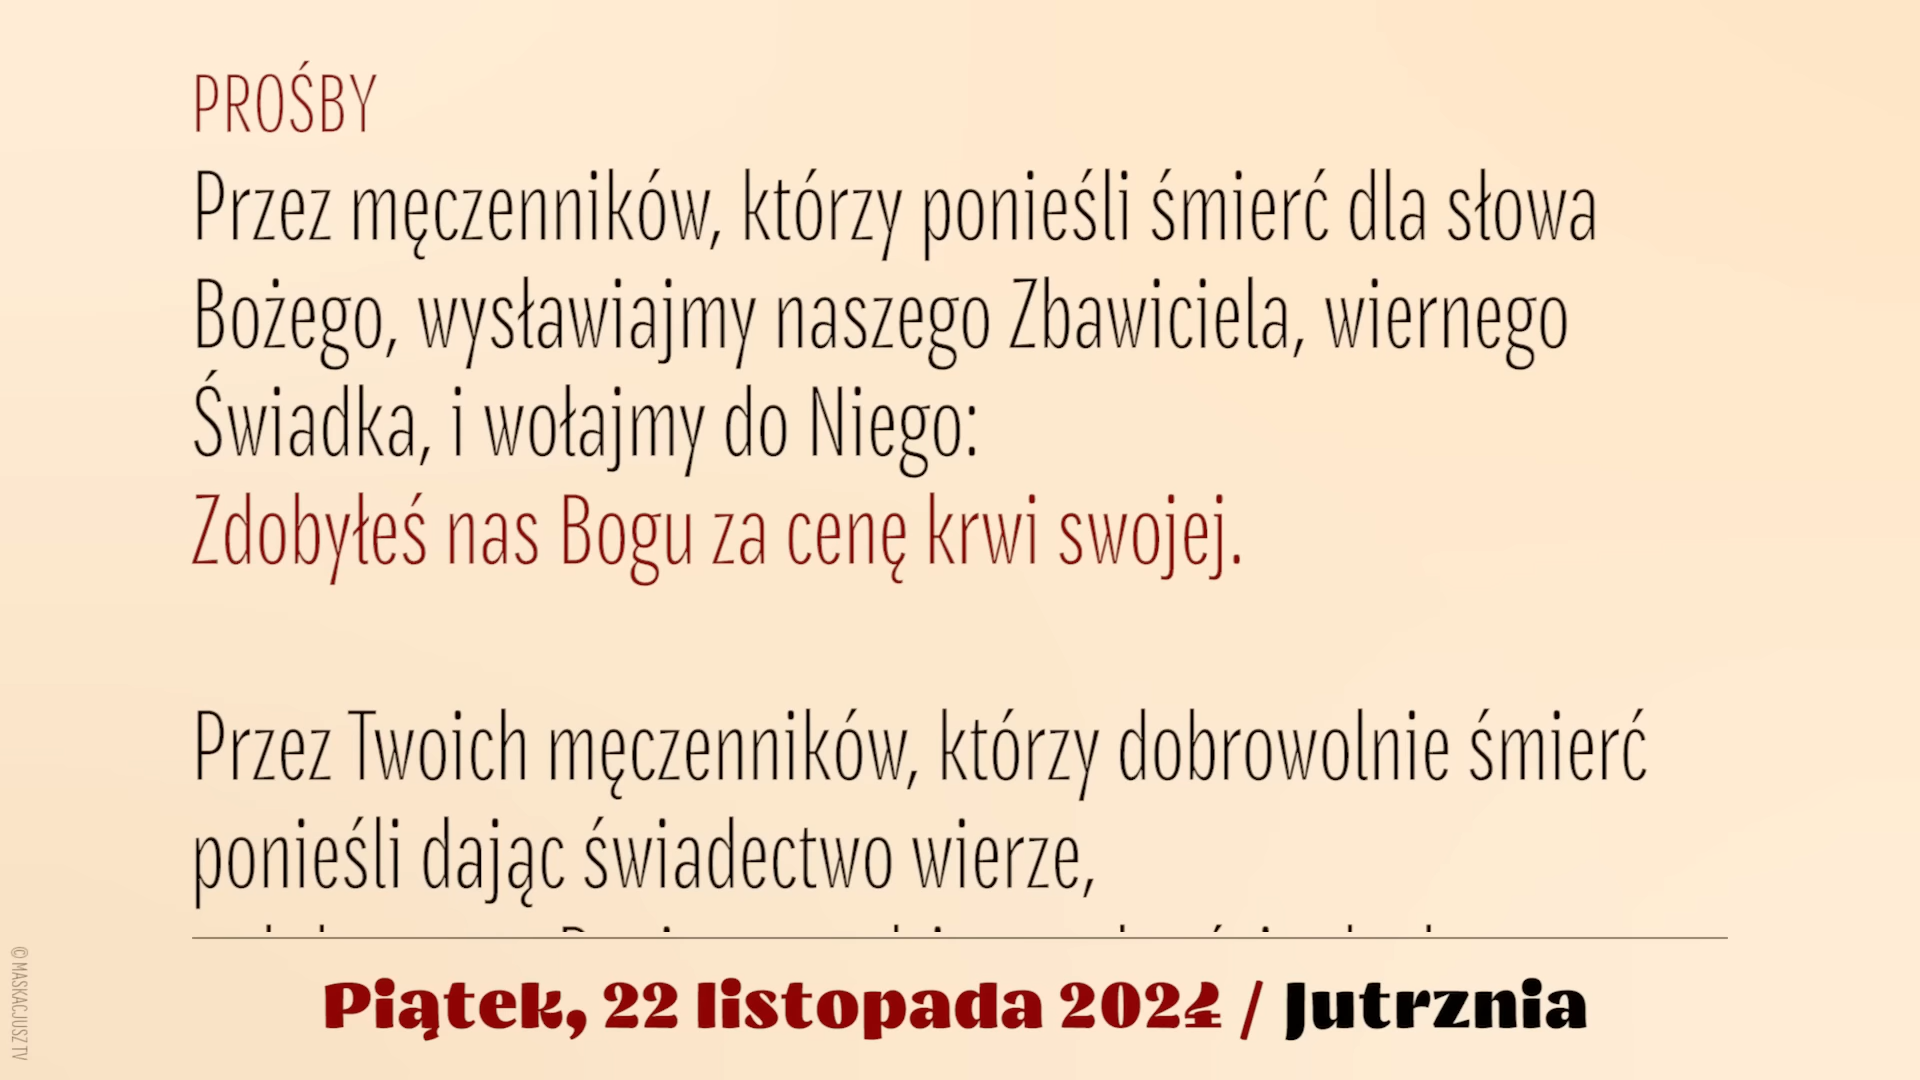 PROŚBY
Przez męczenników, którzy ponieśli śmierć dla słowa
Bożego, wysławiajmy naszego Zbawiciela, wiernego
Świadka, i wołajmy do Niego:
Zdobyłeś nas Bogu za cenę krwi swojej.
Przez Twoich męczenników, którzy dobrowolnie śmierć
ponieśli dając świadectwo wierze,
Piątek, 22 listopada 2024 / Jutrznia
© MASKACJUSZ TV